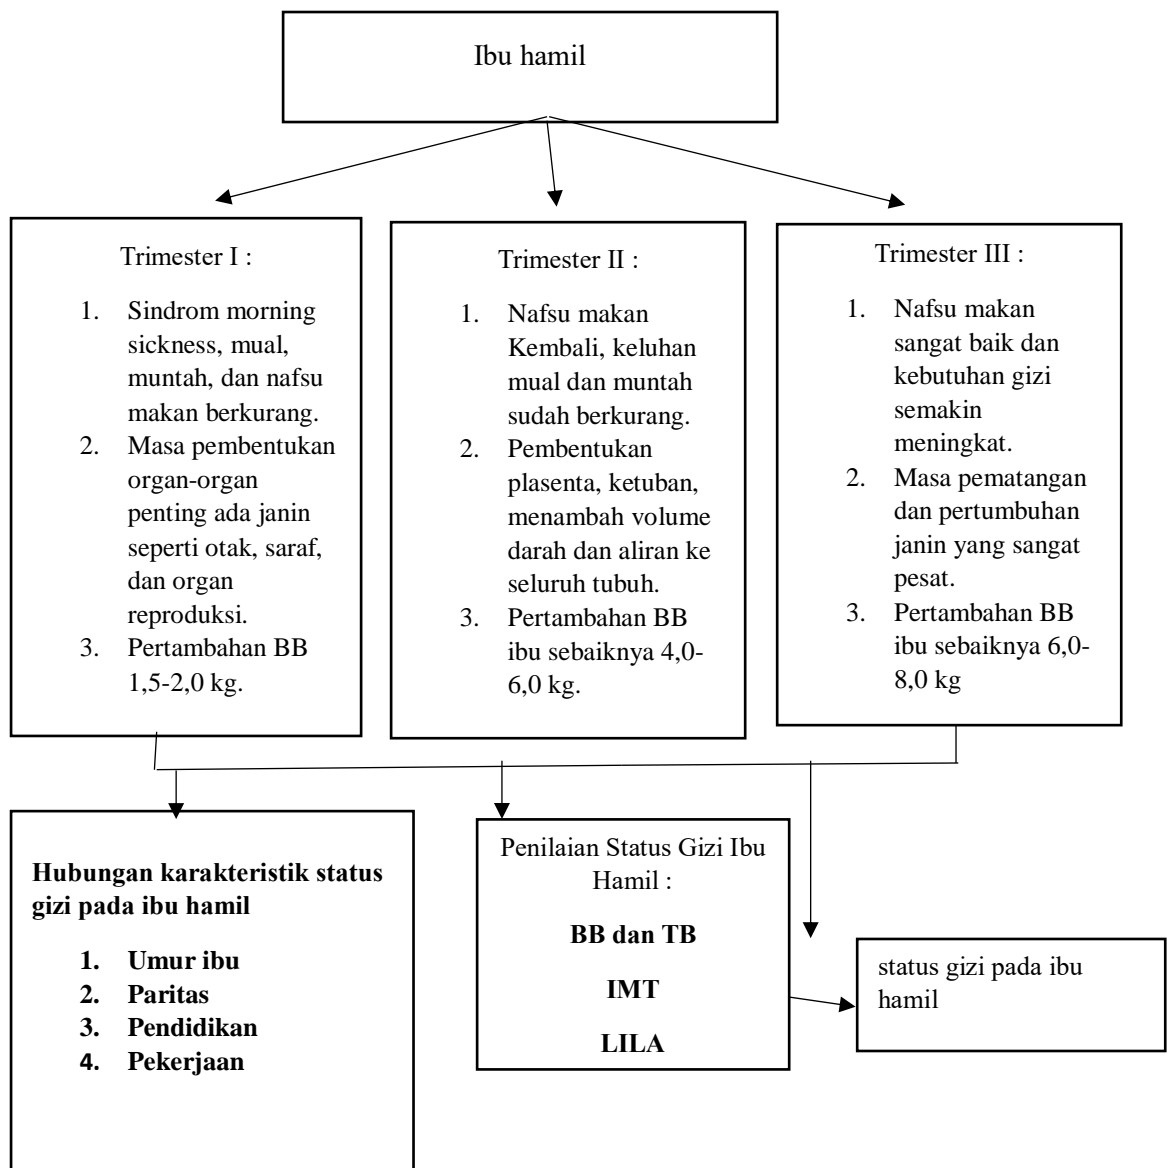 Ibu hamil
Trimester I :
1. Sindrom morning
sickness, mual,
muntah, dan nafsu
makan berkurang.
2. Masa pembentukan
organ-organ
penting ada janin
seperti otak, saraf,
dan organ
reproduksi.
3. Pertambahan BB
1,5-2,0 kg.
Trimester II :
1. Nafsu makan
Kembali, keluhan
mual dan muntah
sudah berkurang.
2. Pembentukan
plasenta, ketuban,
menambah volume
darah dan aliran ke
seluruh tubuh.
3. Pertambahan BB
ibu sebaiknya 4,0-
6,0 kg.
Trimester III :
1. Nafsu makan
sangat baik dan
kebutuhan gizi
semakin
meningkat.
2. Masa pematangan
dan pertumbuhan
janin yang sangat
pesat.
3. Pertambahan BB
ibu sebaiknya 6,0-
8,0 kg
Hubungan karakteristik status
gizi pada ibu hamil
1. Umur ibu
2. Paritas
3. Pendidikan
4. Pekerjaan
Penilaian Status Gizi Ibu
Hamil :
BB dan TB
IMT
LILA
status gizi pada ibu
hamil